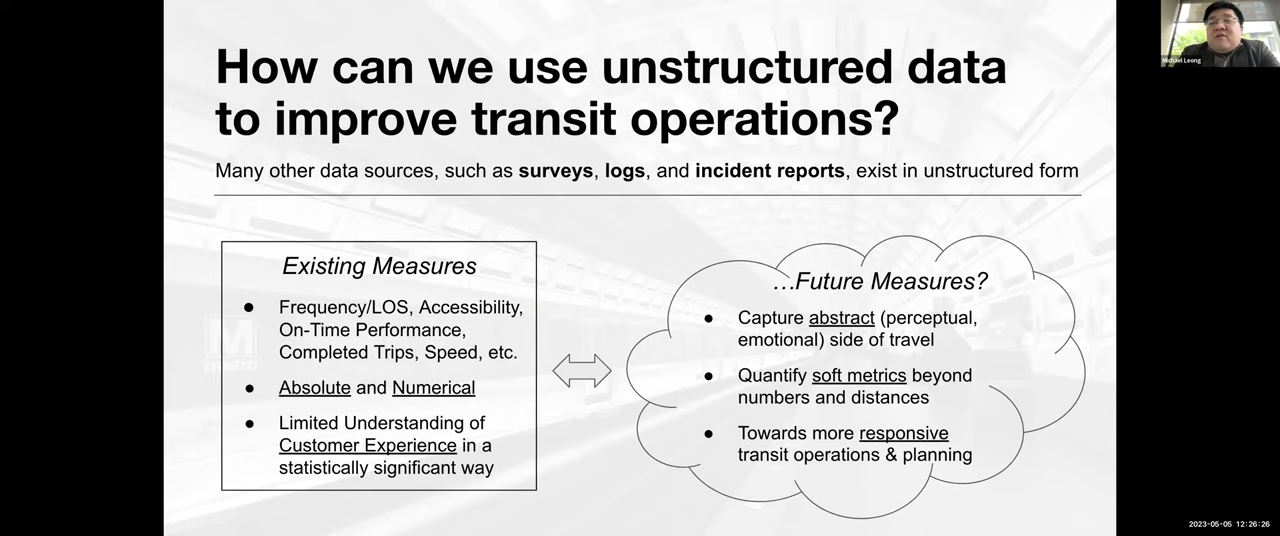 How can we use unstructured data
to improve transit operations?
Many other data sources, such as surveys, logs, and incident reports, exist in unstructured form
Existing Measures
● Frequency/LOS, Accessibility,
On-Time Performance,
Completed Trips, Speed, etc.
● Absolute and Numerical
● Limited Understanding of
Customer Experience in a
statistically significant way
…Future Measures?
● Capture abstract (perceptual,
emotional) side of travel
● Quantify soft metrics beyond
numbers and distances
● Towards more responsive
transit operations & planning
Michael Leong
2023-05-05 12:26:26